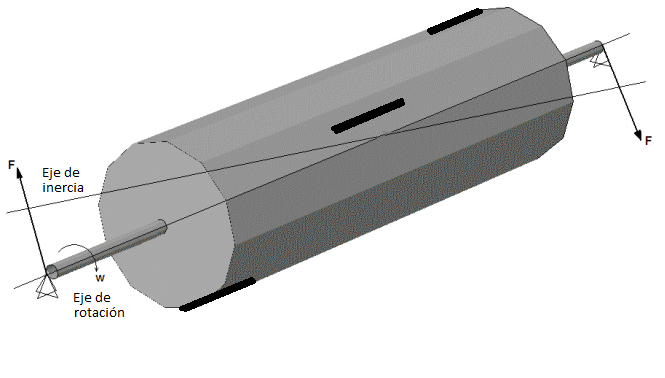 F
F
Eje de
inercia
w
Eje de
rotación